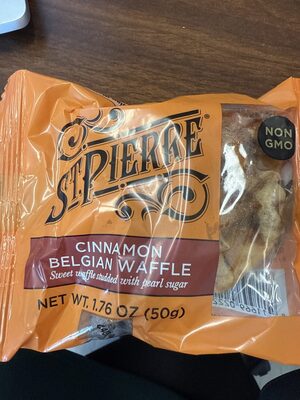 ST PIERRE
NON
GMO
CINNAMON
BELGIAN WAFFLE
Sweet waffle studded with pearl sugar
NET WT. 1.76 OZ (50g)